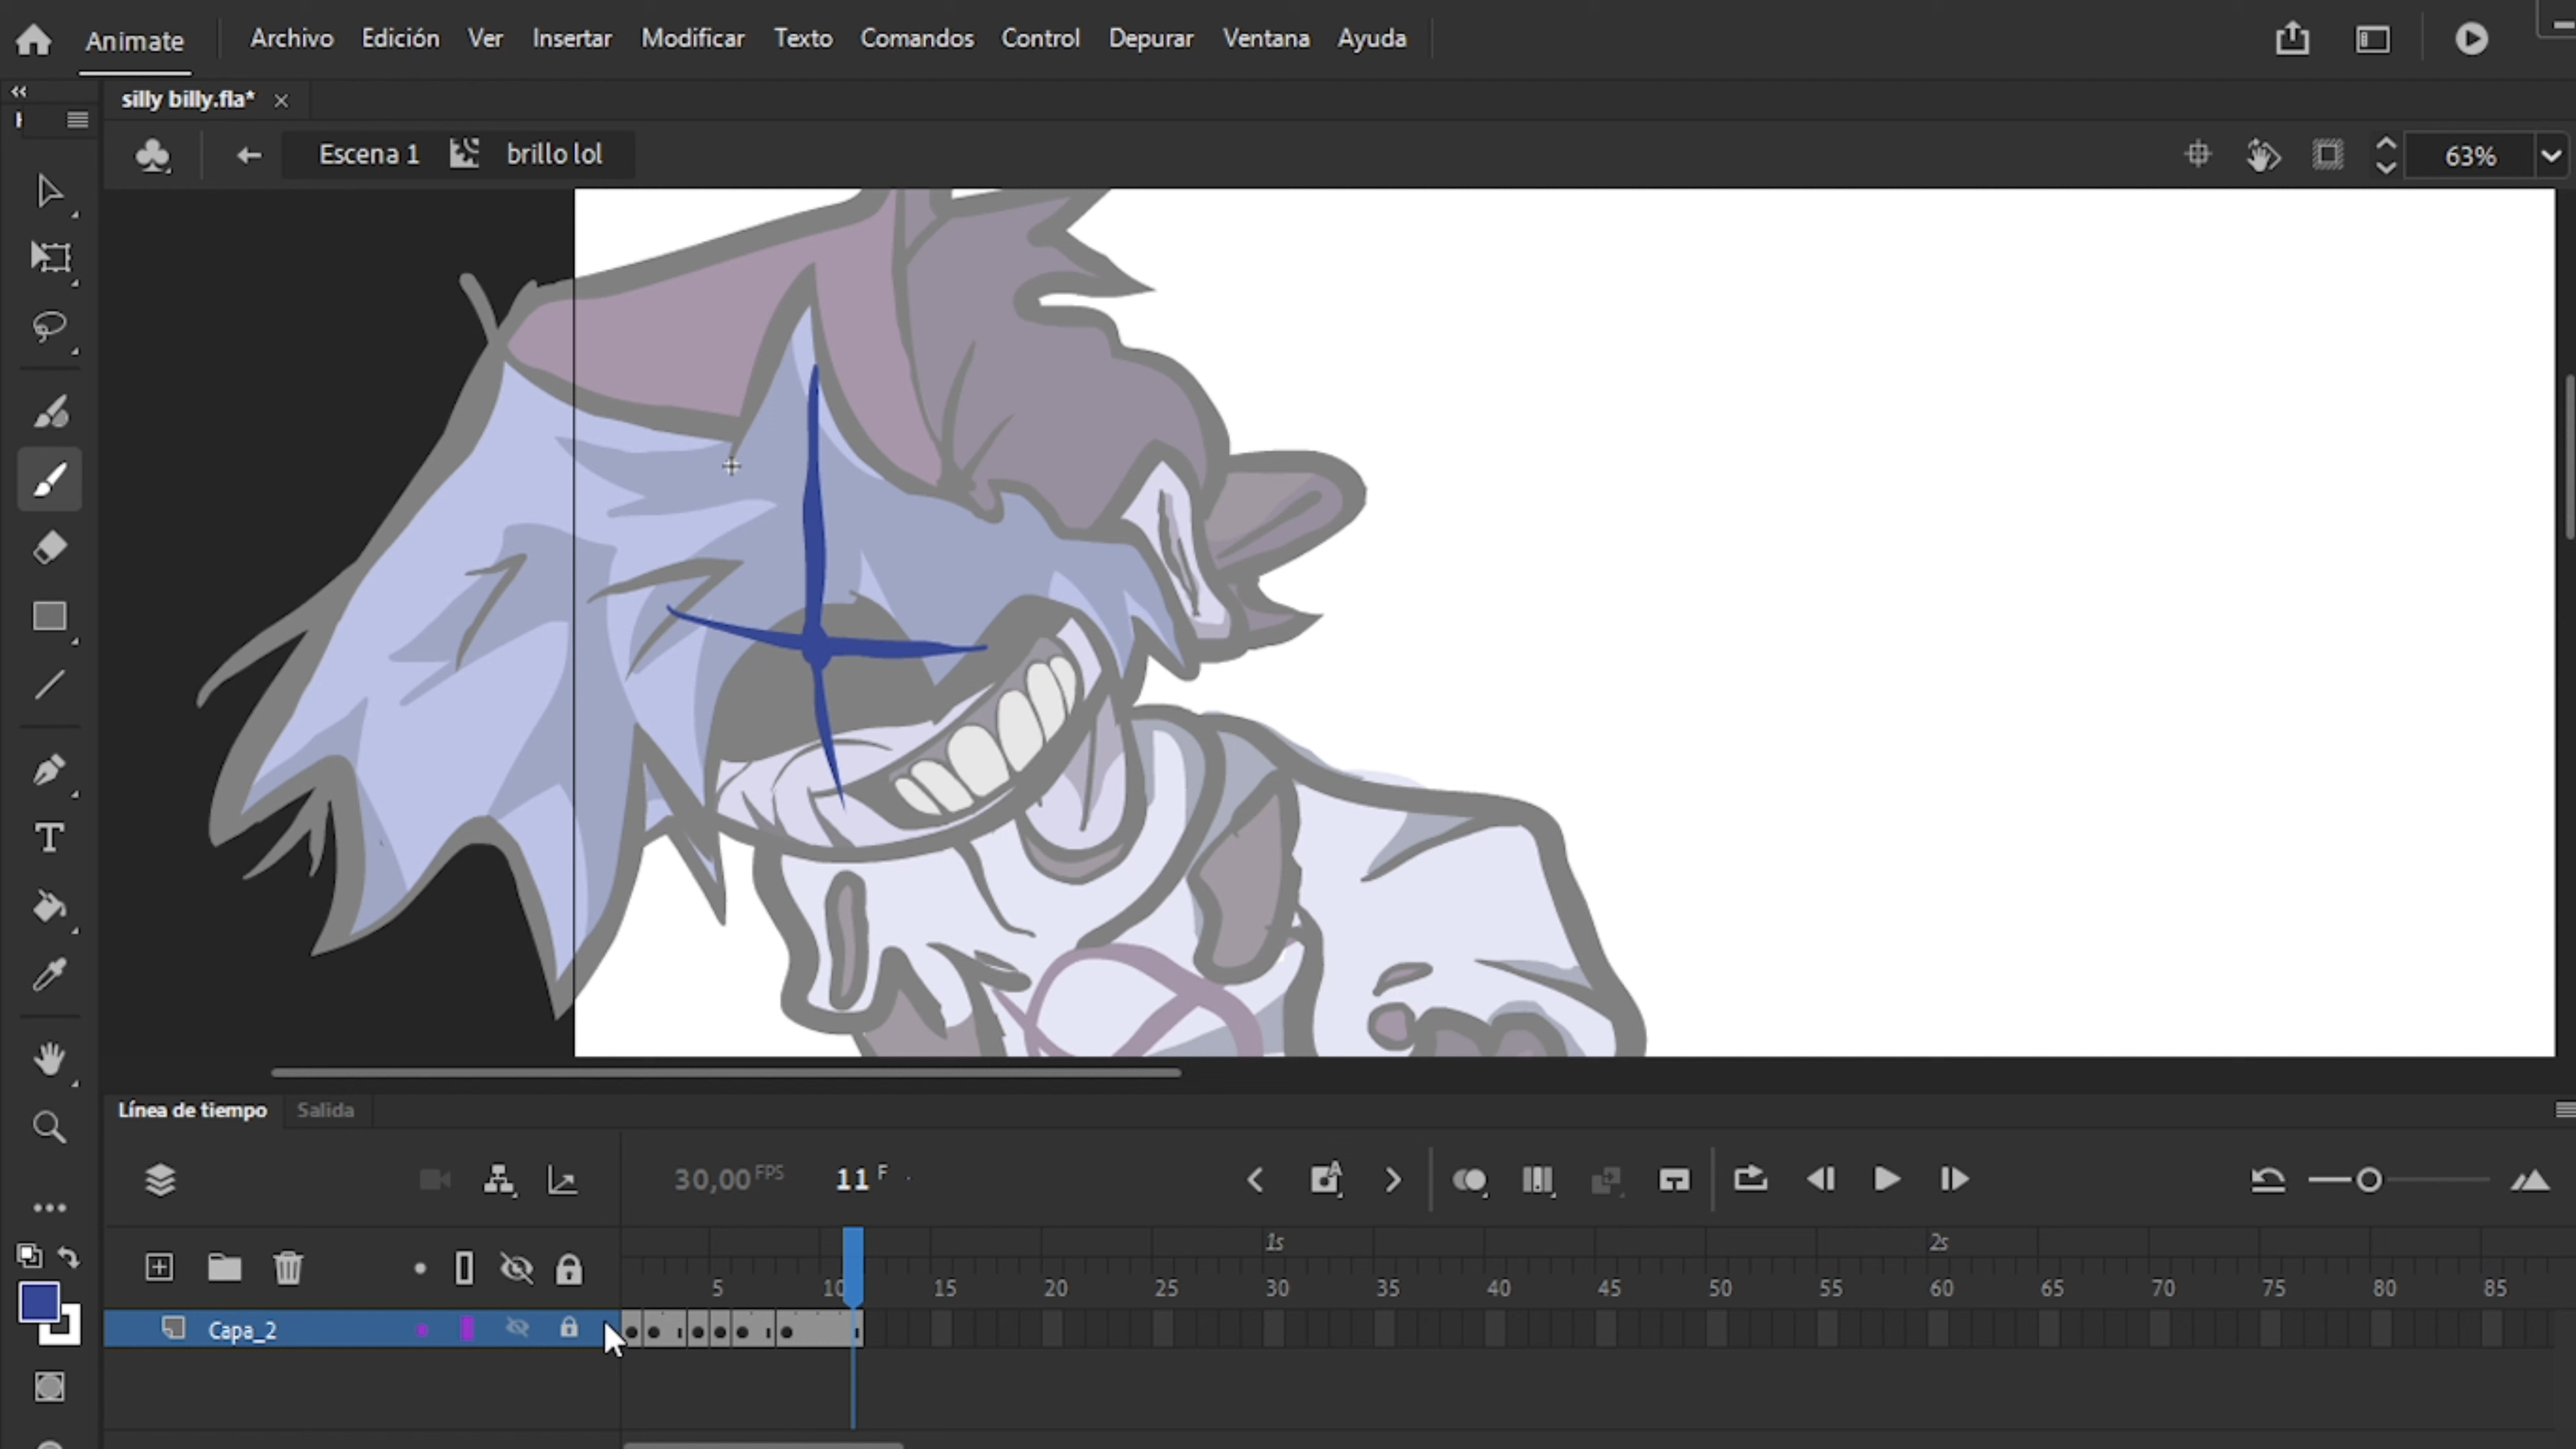 Animate Archivo Edición Ver Insertar Modificar Texto Comandos Control Depurar Ventana Ayuda
silly billy.fla*
Escena 1 brillo lol 63%
Línea de tiempo Salida
30,00 FPS 11 F
1s 2s
5 10 15 20 25 30 35 40 45 50 55 60 65 70 75 80 85
Capa_2